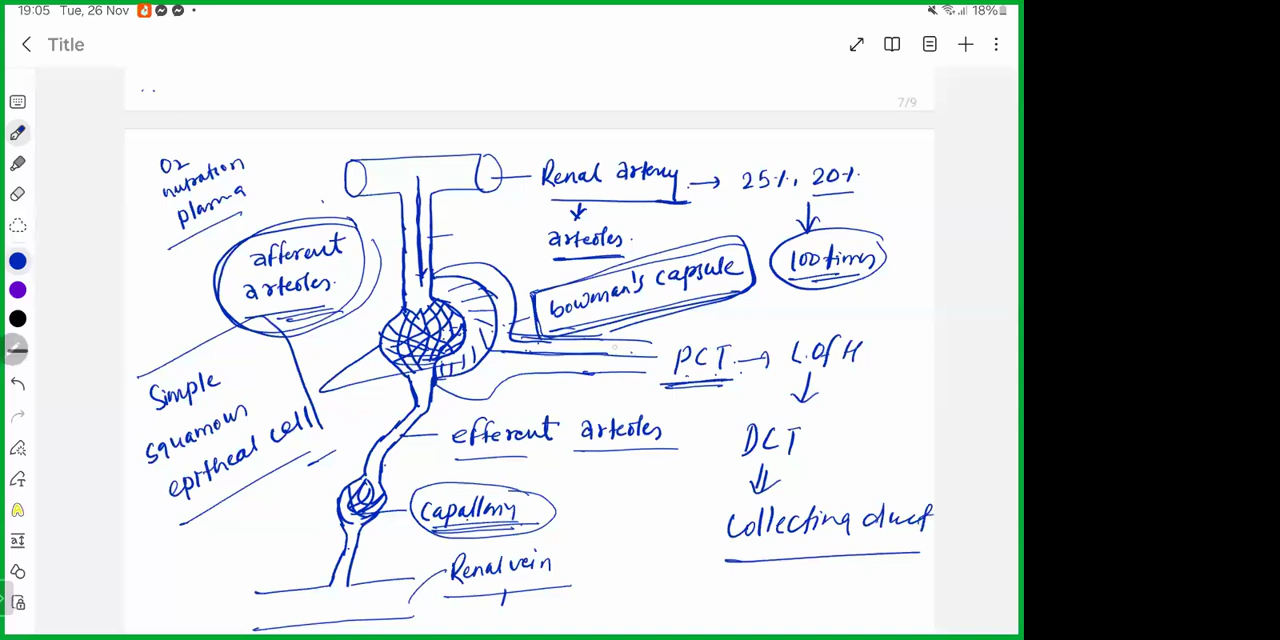 19:05 Tue, 26 Nov
18%
Title
7/9
O2
nutration
plasma
Renal artery → 25%, 20%
arteoles.
100 times
afferent
arteoles.
bowman's capsule
PCT → L.Of H
Simple
squamous
epitheal cell
efferent arteoles
DCT
Capallary
Collecting duct
Renal vein